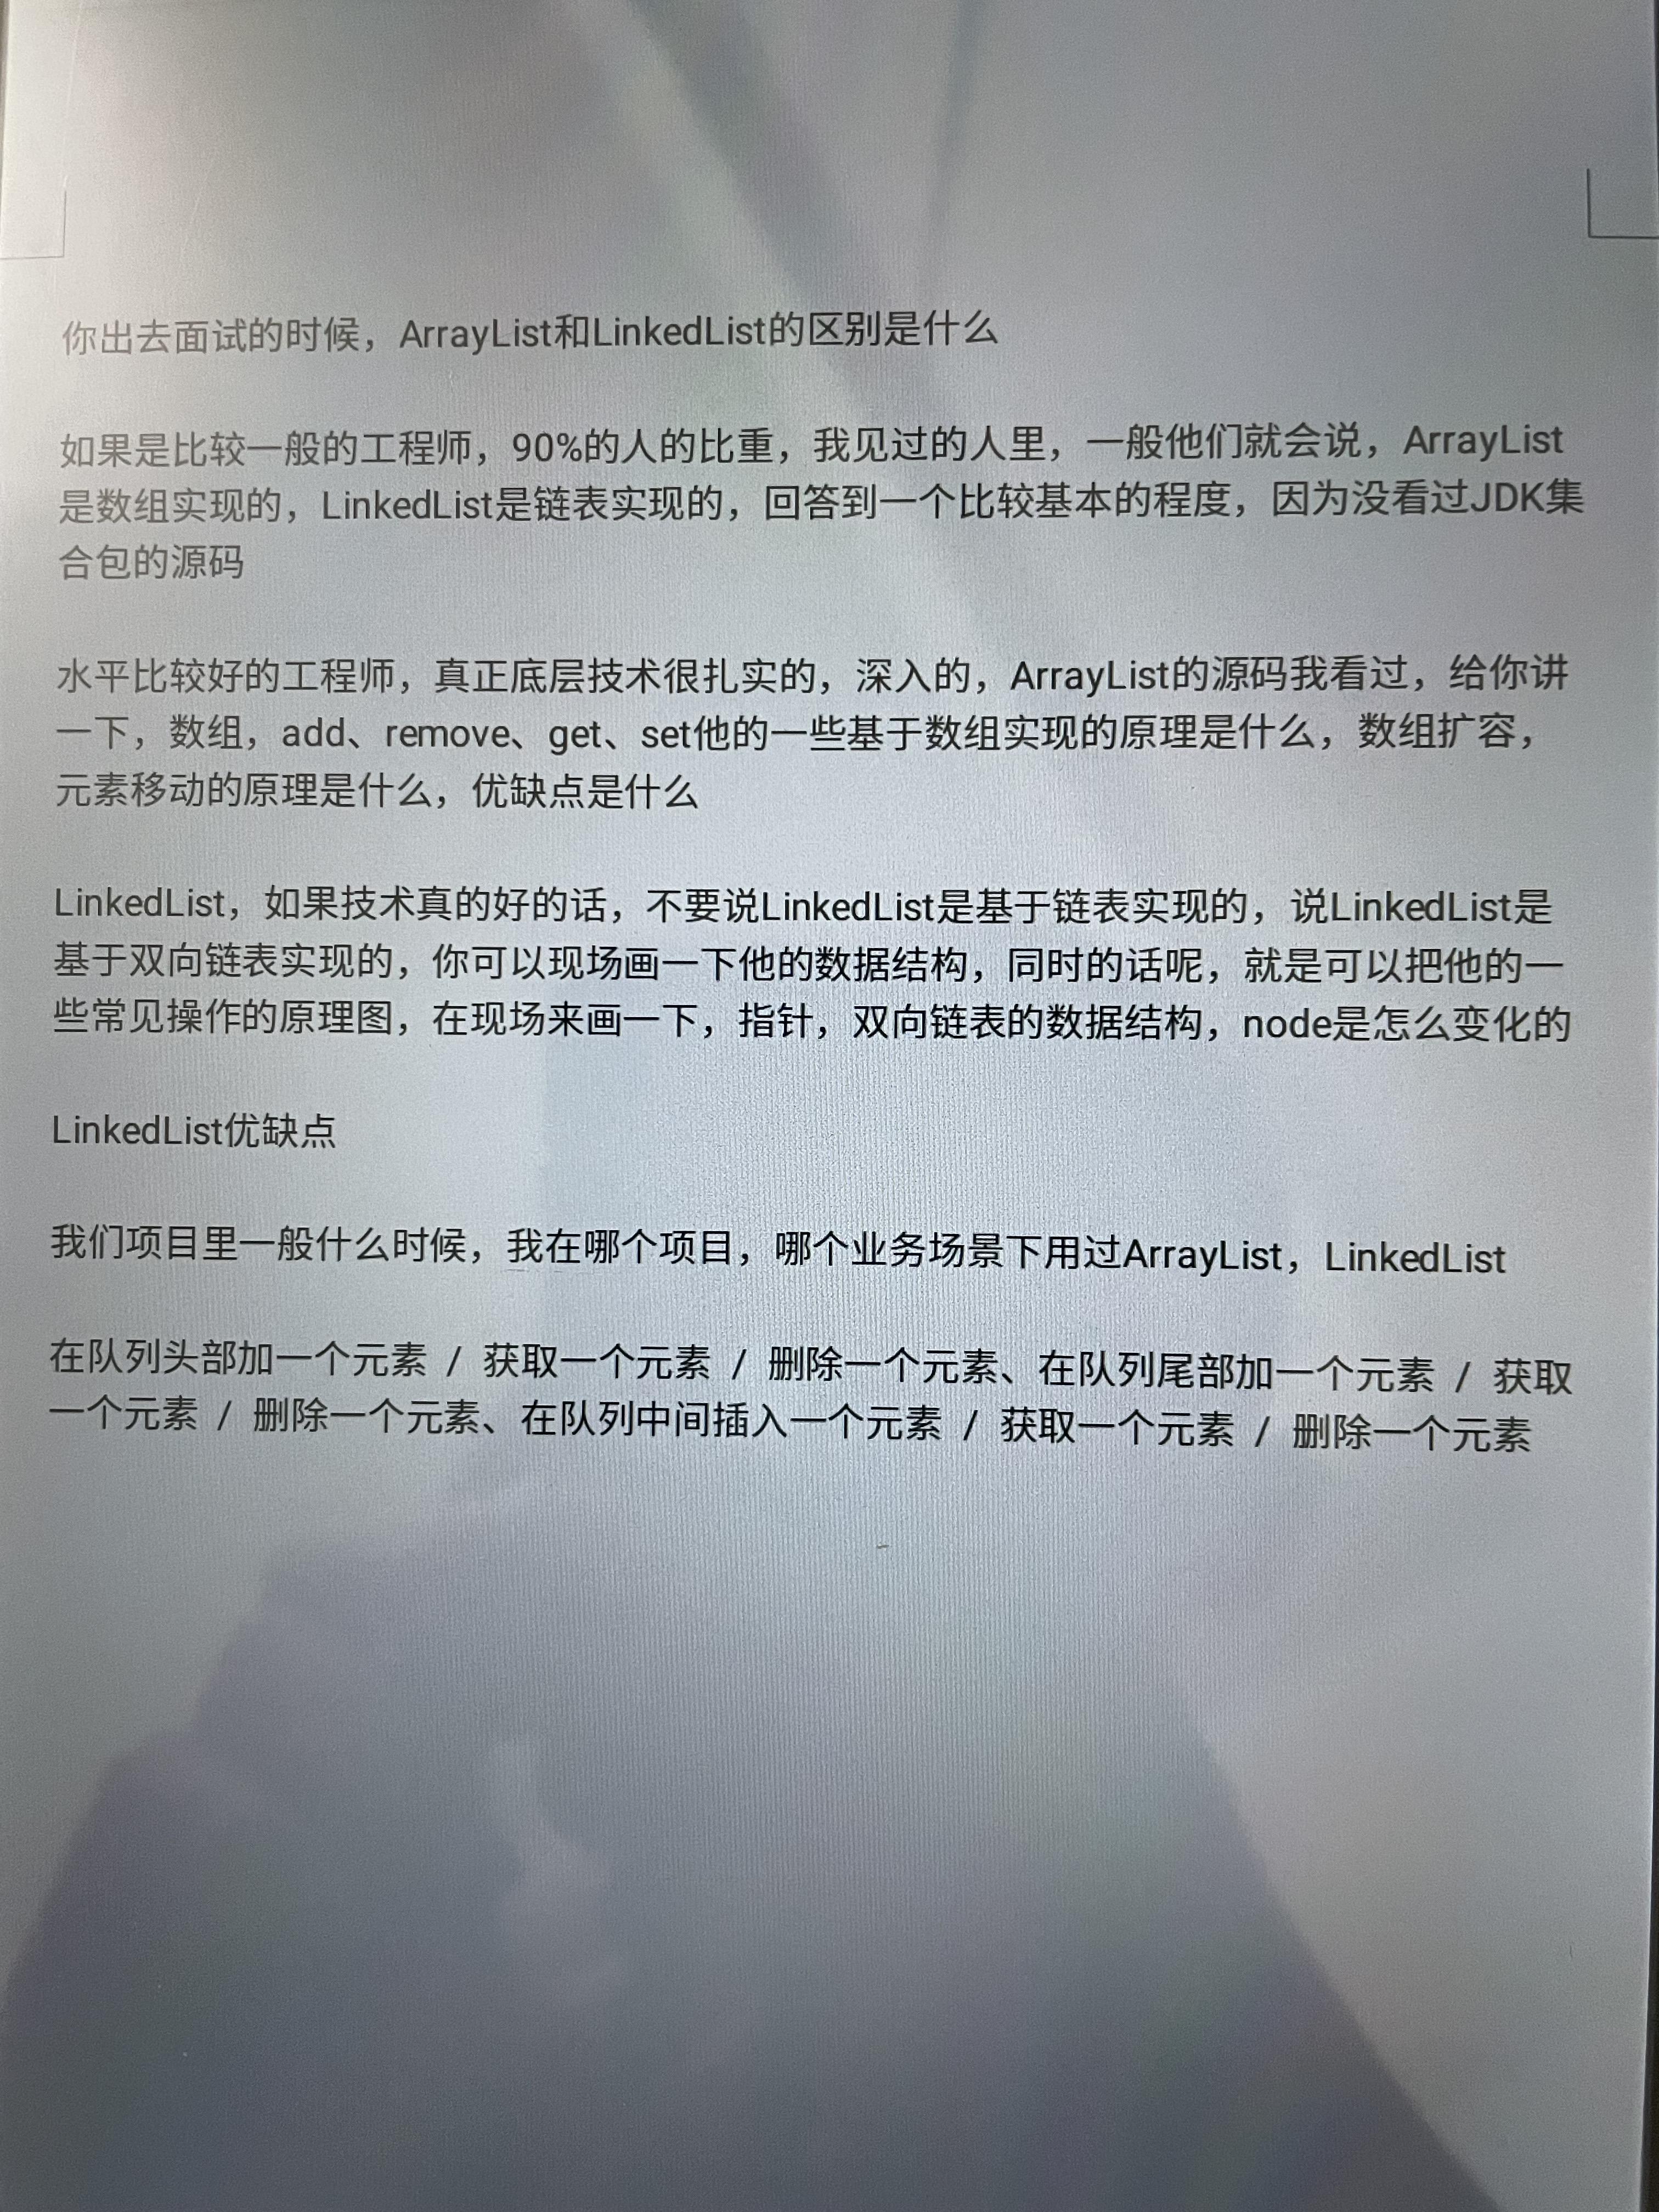 你出去面试的时候，ArrayList和LinkedList的区别是什么
如果是比较一般的工程师，90%的人的比重，我见过的人里，一般他们就会说，ArrayList
是数组实现的，LinkedList是链表实现的，回答到一个比较基本的程度，因为没看过JDK集
合包的源码
水平比较好的工程师，真正底层技术很扎实的，深入的，ArrayList的源码我看过，给你讲
一下，数组，add、remove、get、set他的一些基于数组实现的原理是什么，数组扩容，
元素移动的原理是什么，优缺点是什么
LinkedList，如果技术真的好的话，不要说LinkedList是基于链表实现的，说LinkedList是
基于双向链表实现的，你可以现场画一下他的数据结构，同时的话呢，就是可以把他的一
些常见操作的原理图，在现场来画一下，指针，双向链表的数据结构，node是怎么变化的
LinkedList优缺点
我们项目里一般什么时候，我在哪个项目，哪个业务场景下用过ArrayList，LinkedList
在队列头部加一个元素 / 获取一个元素 / 删除一个元素、在队列尾部加一个元素 / 获取
一个元素 / 删除一个元素、在队列中间插入一个元素 / 获取一个元素 / 删除一个元素